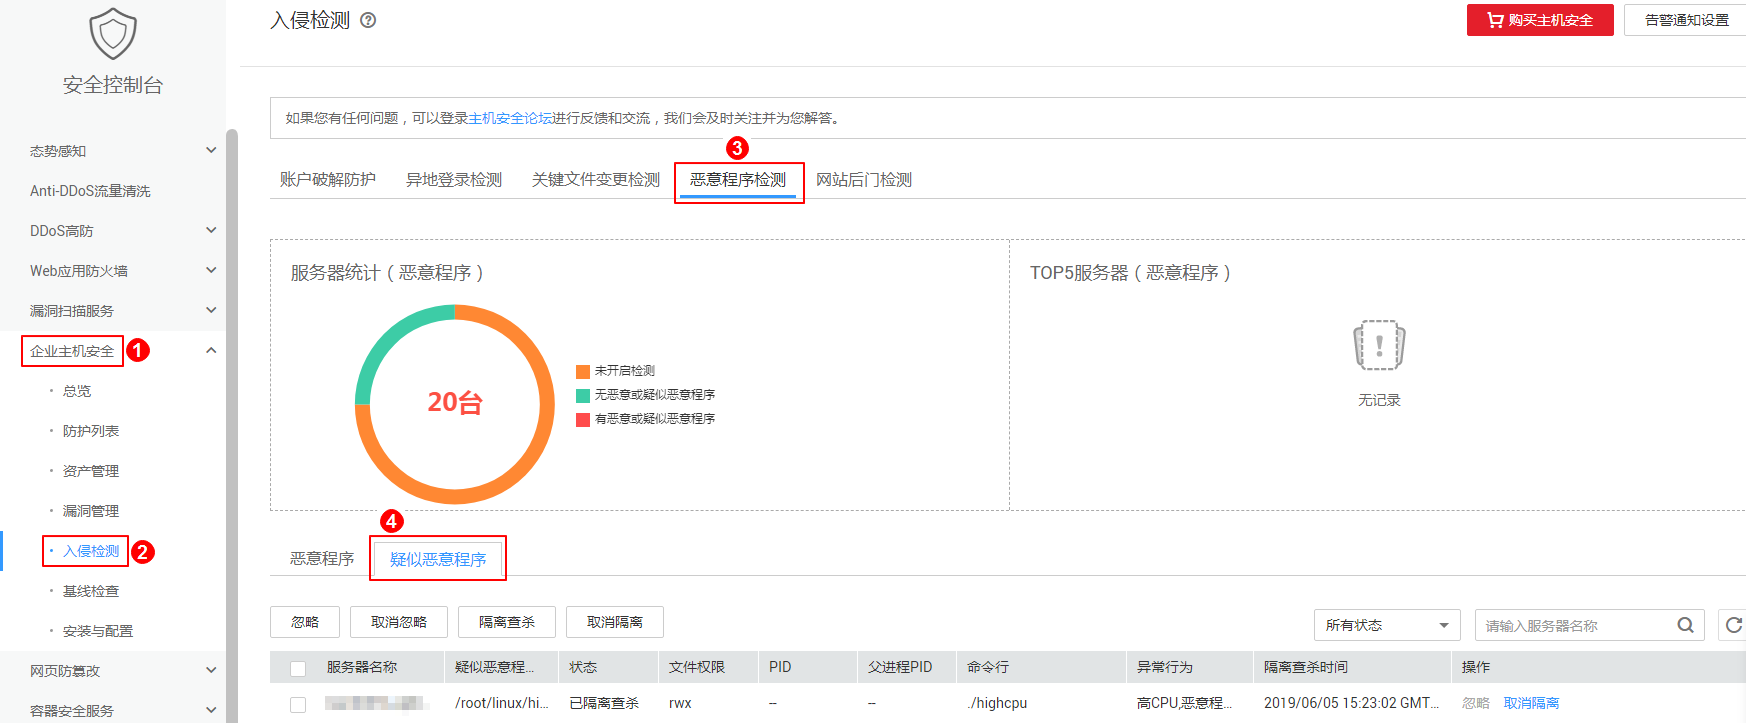 安全控制台
态势感知
Anti-DDoS流量清洗
DDoS高防
Web应用防火墙
漏洞扫描服务
企业主机安全 1
· 总览
· 防护列表
· 资产管理
· 漏洞管理
· 入侵检测 2
· 基线检查
· 安装与配置
网页防篡改
容器安全服务
入侵检测 ?
购买主机安全 告警通知设置
如果您有任何问题，可以登录主机安全论坛进行反馈和交流，我们会及时关注并为您解答。
3
账户破解防护 异地登录检测 关键文件变更检测 恶意程序检测 网站后门检测
服务器统计（恶意程序）
20台
未开启检测
无恶意或疑似恶意程序
有恶意或疑似恶意程序
TOP5服务器（恶意程序）
无记录
4
恶意程序 疑似恶意程序
忽略 取消忽略 隔离查杀 取消隔离 所有状态 请输入服务器名称
服务器名称 疑似恶意程... 状态 文件权限 PID 父进程PID 命令行 异常行为 隔离查杀时间 操作
/root/linux/hi... 已隔离查杀 rwx -- -- ./highcpu 高CPU,恶意程... 2019/06/05 15:23:02 GMT... 忽略 取消隔离